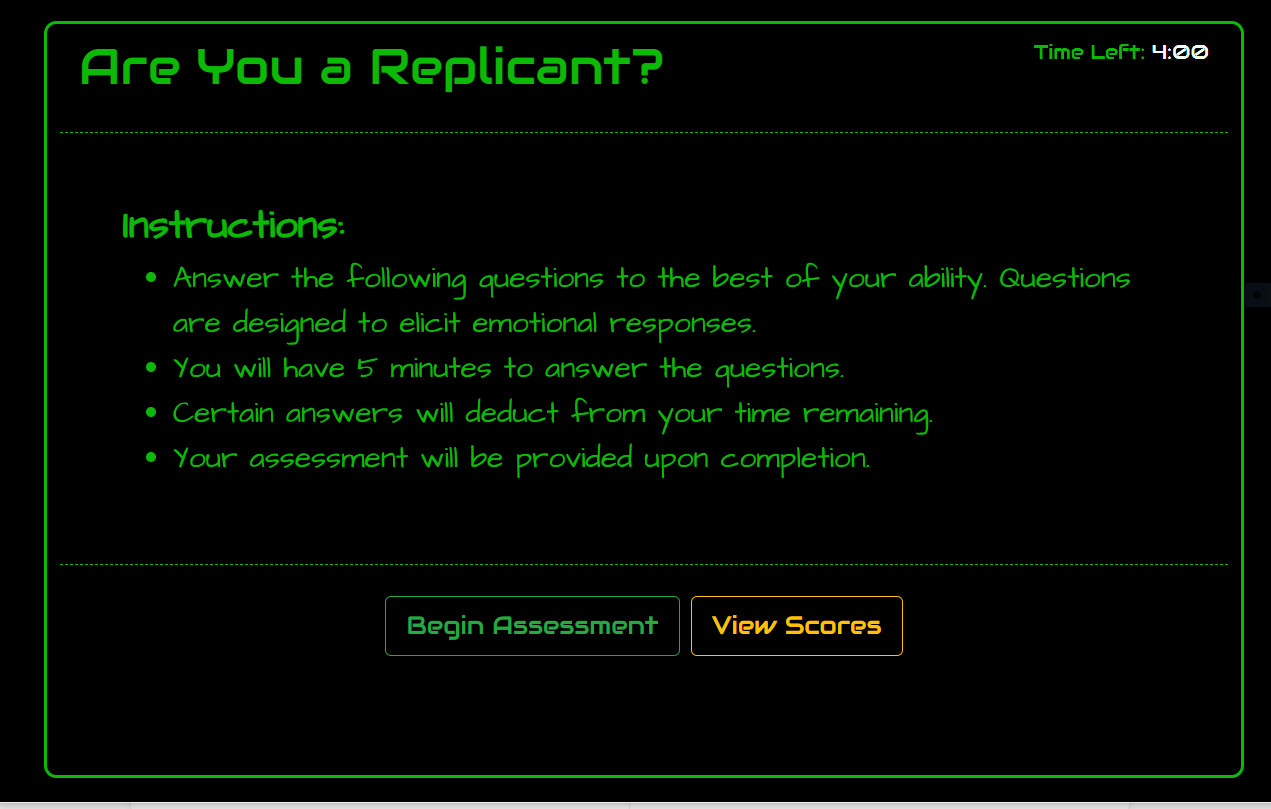 Are You a Replicant?
Time Left: 4:00
Instructions:
Answer the following questions to the best of your ability. Questions
are designed to elicit emotional responses.
You will have 5 minutes to answer the questions.
Certain answers will deduct from your time remaining.
Your assessment will be provided upon completion.
Begin Assessment
View Scores